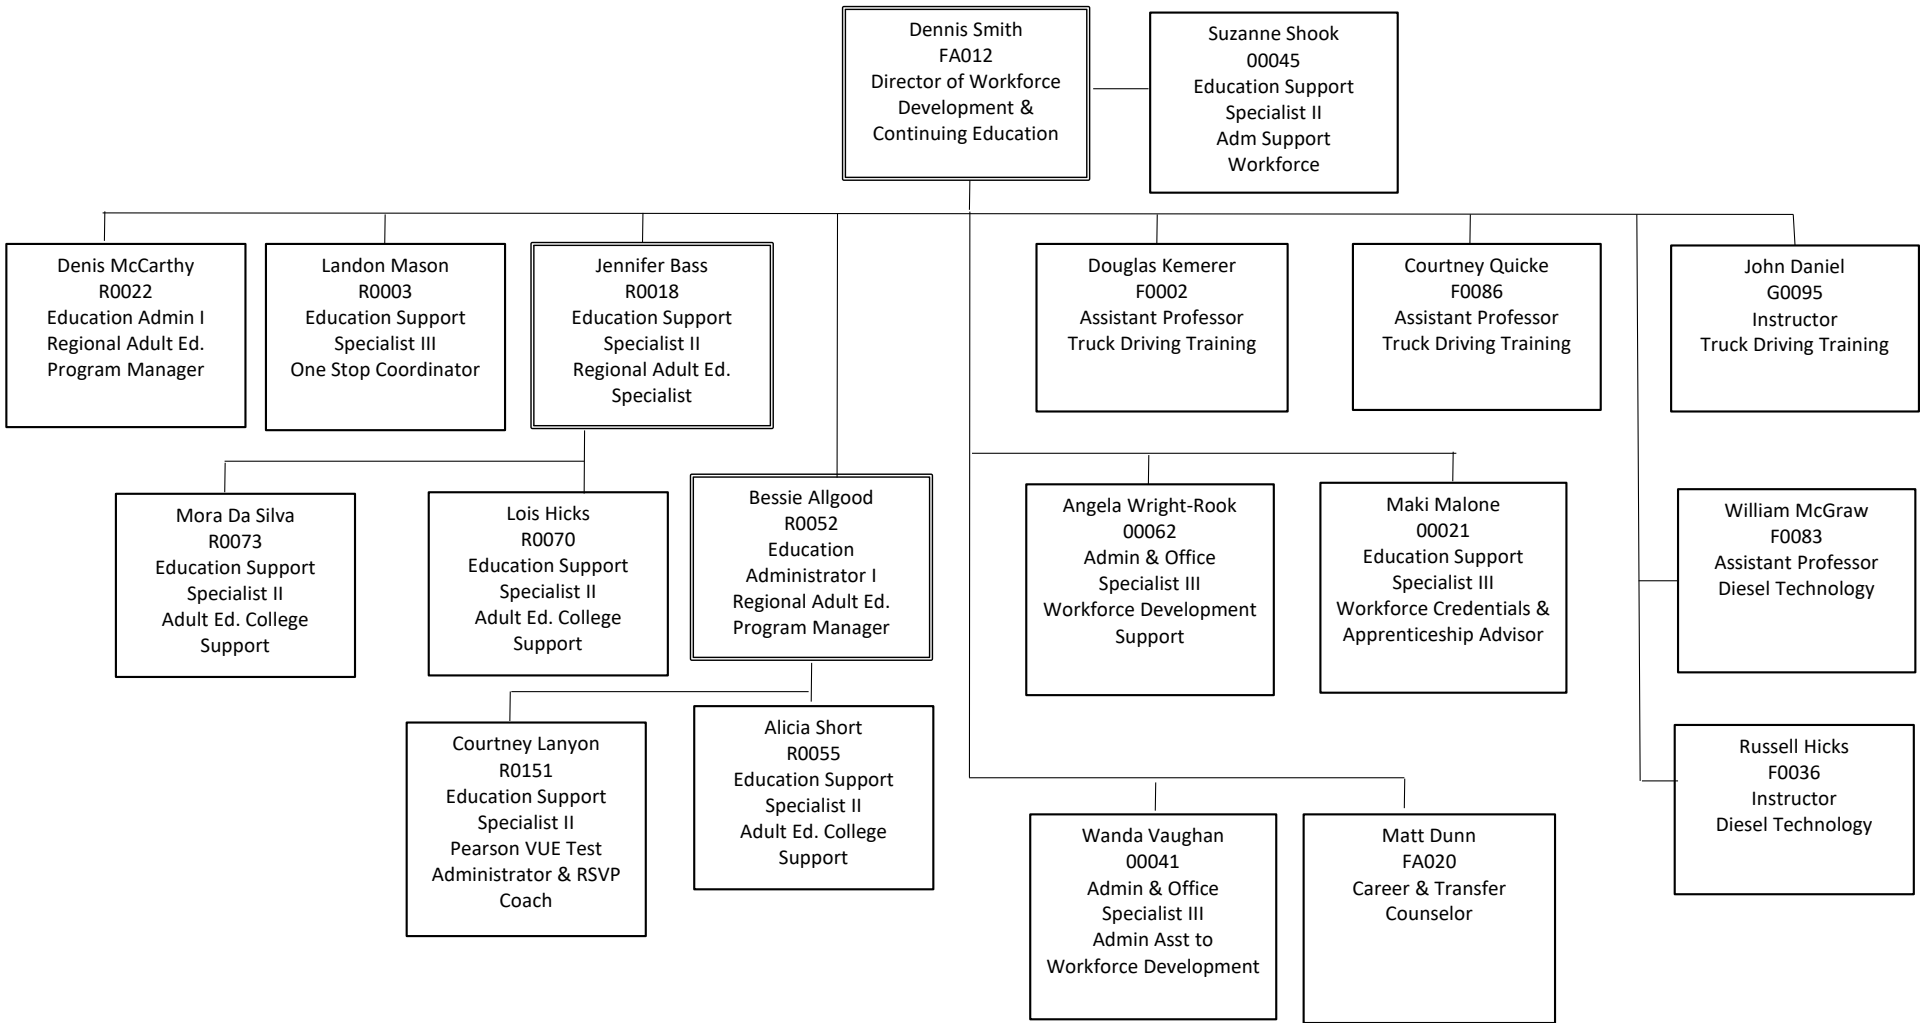 Dennis Smith
FA012
Director of Workforce
Development &
Continuing Education
Suzanne Shook
00045
Education Support
Specialist II
Adm Support
Workforce
Denis McCarthy
R0022
Education Admin I
Regional Adult Ed.
Program Manager
Landon Mason
R0003
Education Support
Specialist III
One Stop Coordinator
Jennifer Bass
R0018
Education Support
Specialist II
Regional Adult Ed.
Specialist
Douglas Kemerer
F0002
Assistant Professor
Truck Driving Training
Courtney Quicke
F0086
Assistant Professor
Truck Driving Training
John Daniel
G0095
Instructor
Truck Driving Training
Mora Da Silva
R0073
Education Support
Specialist II
Adult Ed. College
Support
Lois Hicks
R0070
Education Support
Specialist II
Adult Ed. College
Support
Bessie Allgood
R0052
Education
Administrator I
Regional Adult Ed.
Program Manager
Angela Wright-Rook
00062
Admin & Office
Specialist III
Workforce Development
Support
Maki Malone
00021
Education Support
Specialist III
Workforce Credentials &
Apprenticeship Advisor
William McGraw
F0083
Assistant Professor
Diesel Technology
Courtney Lanyon
R0151
Education Support
Specialist II
Pearson VUE Test
Administrator & RSVP
Coach
Alicia Short
R0055
Education Support
Specialist II
Adult Ed. College
Support
Wanda Vaughan
00041
Admin & Office
Specialist III
Admin Asst to
Workforce Development
Matt Dunn
FA020
Career & Transfer
Counselor
Russell Hicks
F0036
Instructor
Diesel Technology